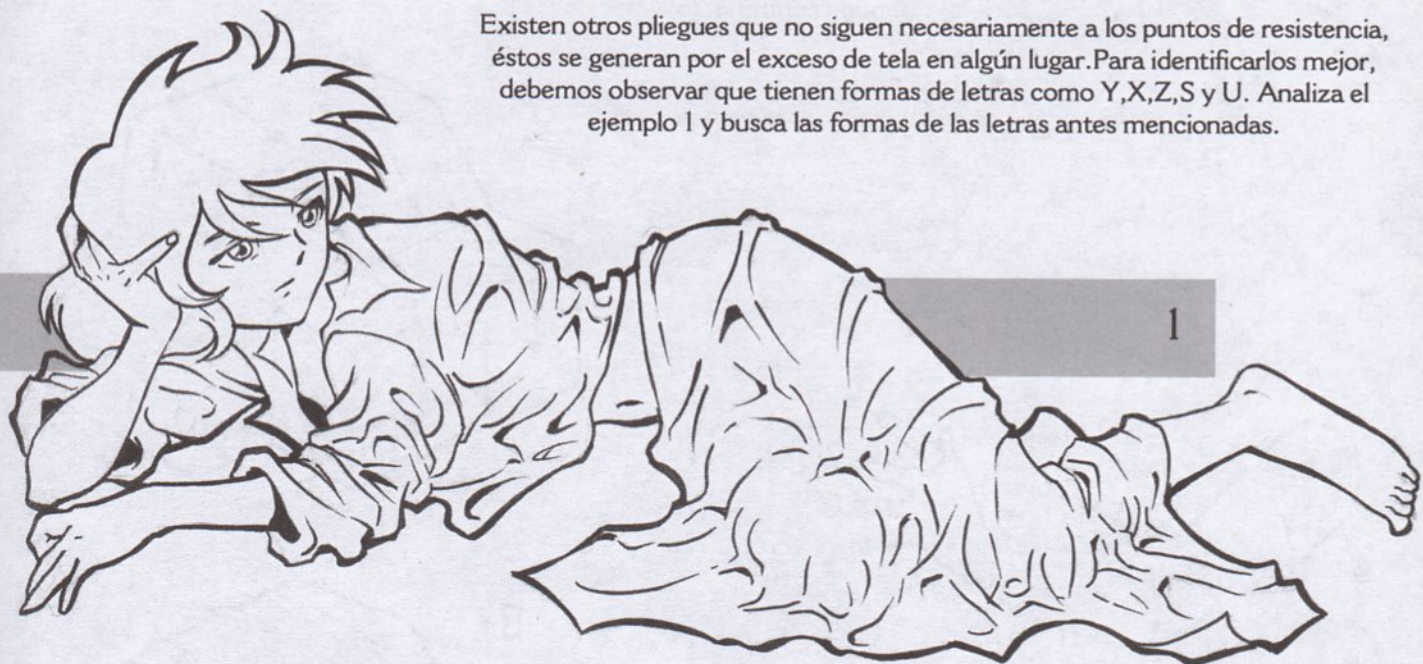 Existen otros pliegues que no siguen necesariamente a los puntos de resistencia,
éstos se generan por el exceso de tela en algún lugar.Para identificarlos mejor,
debemos observar que tienen formas de letras como Y,X,Z,S y U. Analiza el
ejemplo 1 y busca las formas de las letras antes mencionadas.
1